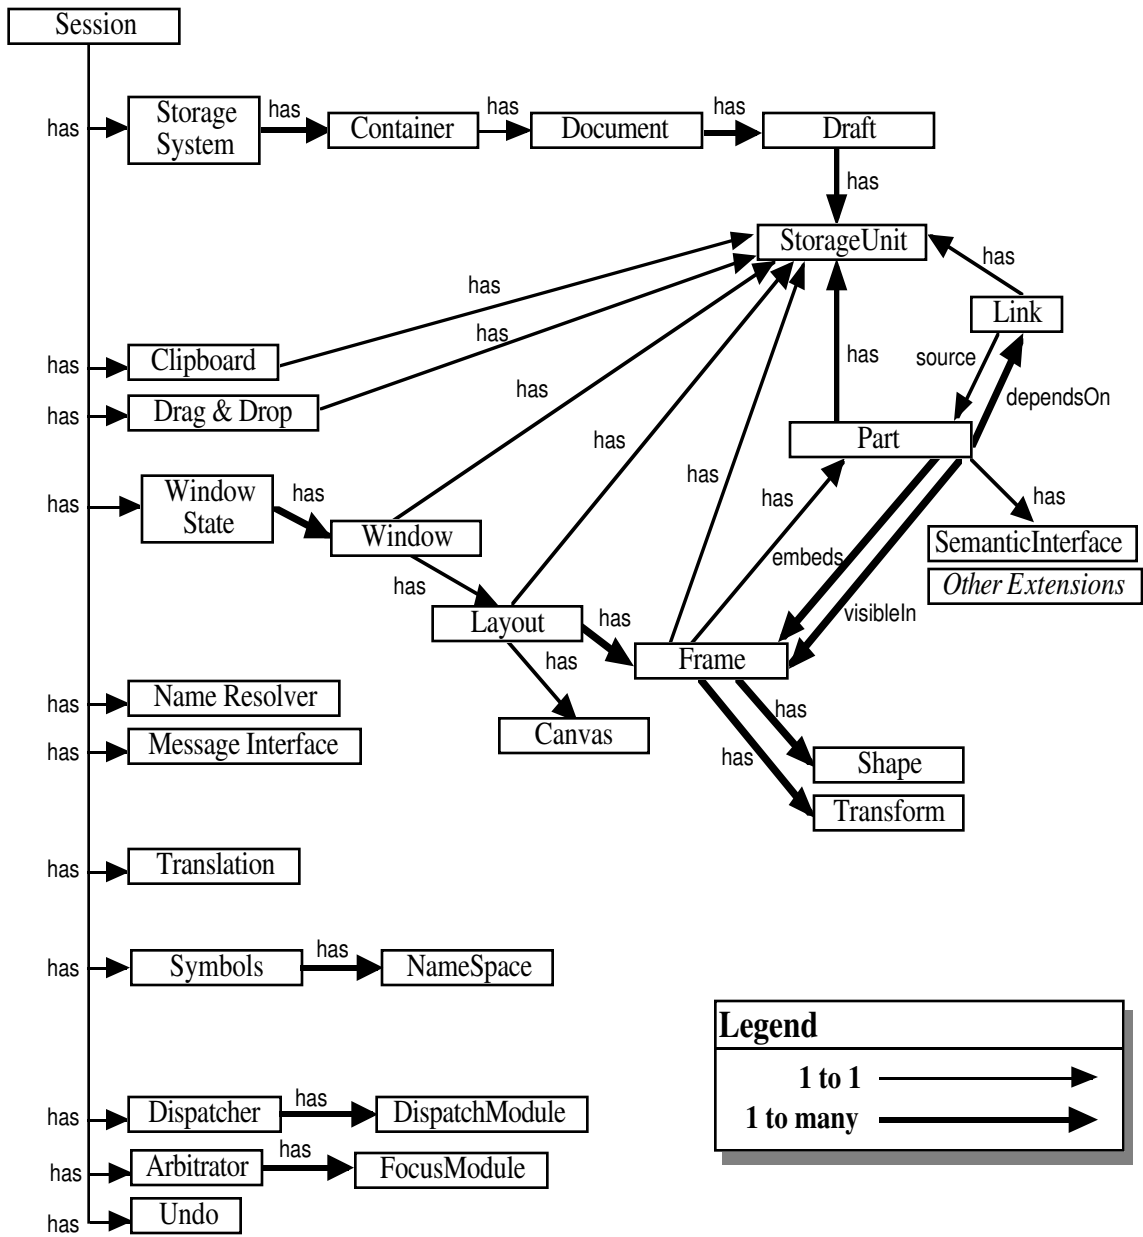 Session
has
Storage
System
has
Container
has
Document
has
Draft
has
StorageUnit
has
Link
has
source
dependsOn
has
Clipboard
has
has
Drag & Drop
has
has
has
has
has
has
Part
has
has
Window
State
has
Window
has
SemanticInterface
Other Extensions
embeds
visibleIn
Layout
has
Frame
has
Canvas
has
has
Shape
Transform
has
Name Resolver
has
Message Interface
has
Translation
has
Symbols
has
NameSpace
Legend
1 to 1
1 to many
has
Dispatcher
has
DispatchModule
has
Arbitrator
has
FocusModule
has
Undo